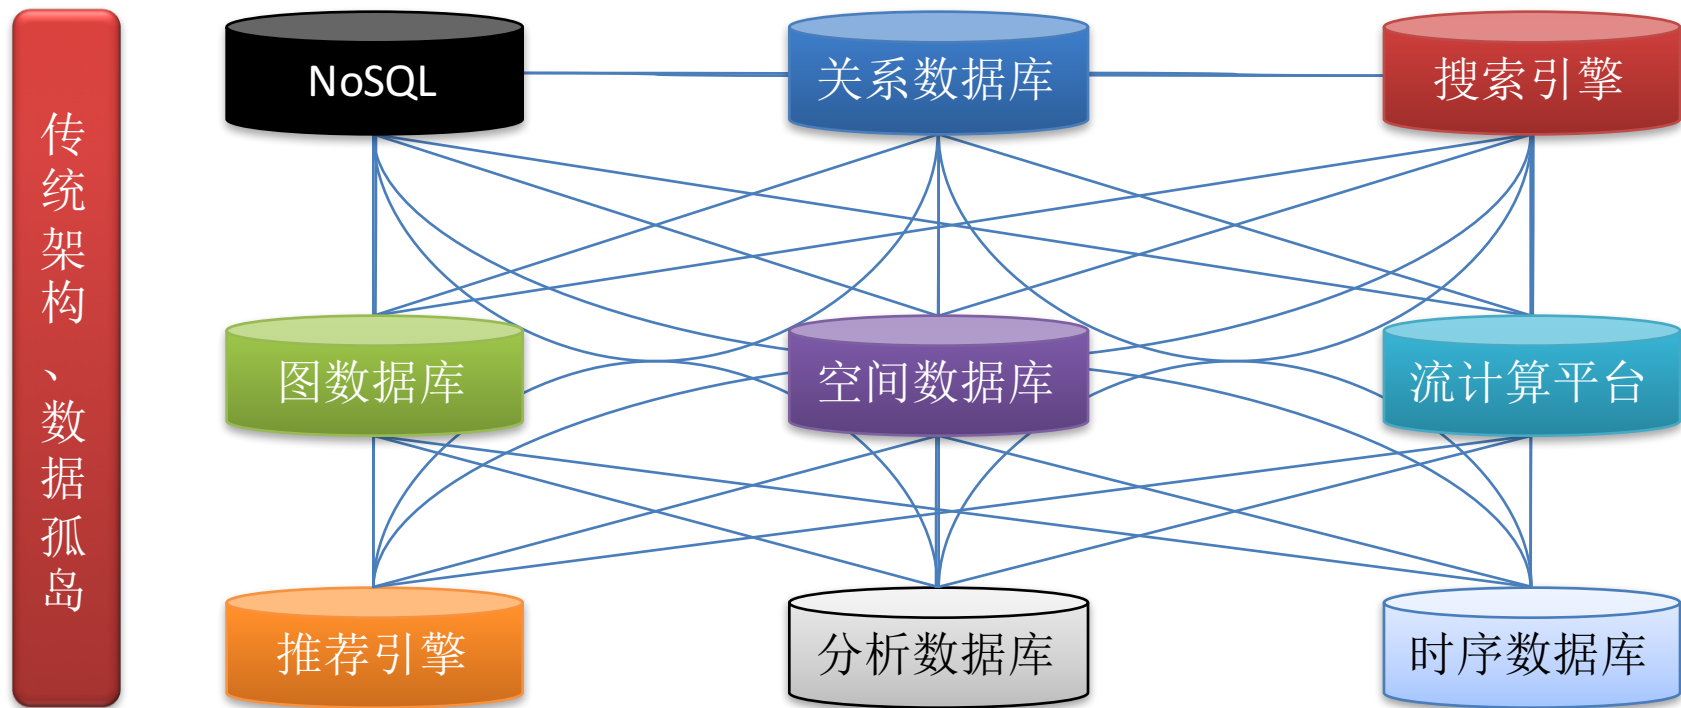 传统架构、数据孤岛
NoSQL
关系数据库
搜索引擎
图数据库
空间数据库
流计算平台
推荐引擎
分析数据库
时序数据库